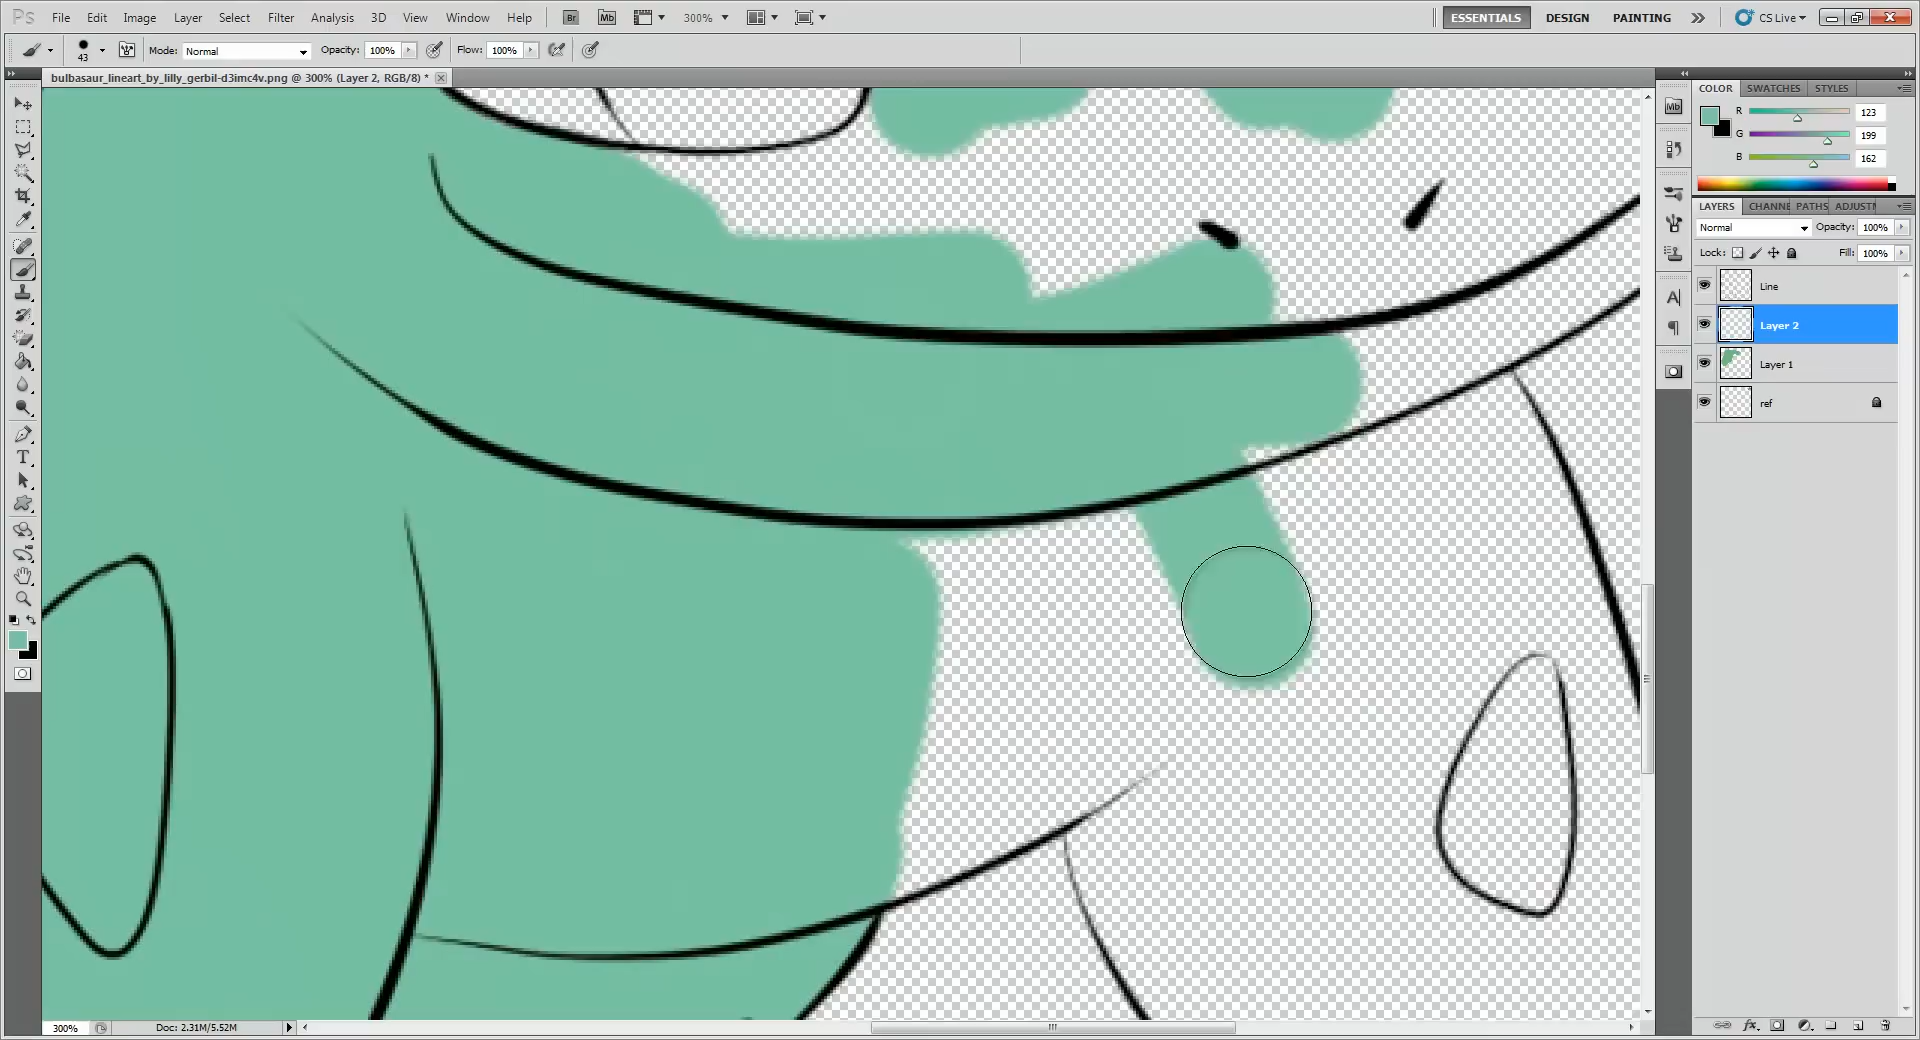 Ps File Edit Image Layer Select Filter Analysis 3D View Window Help Br Mb 300% ESSENTIALS DESIGN PAINTING CS Live
43 Mode: Normal Opacity: 100% Flow: 100%
bulbasaur_lineart_by_lilly_gerbil-d3imc4v.png @ 300% (Layer 2, RGB/8) *
COLOR SWATCHES STYLES
Mb
R 123
G 199
B 162
LAYERS CHANNE PATHS ADJUSTM
Normal Opacity: 100%
Lock: Fill: 100%
Line
Layer 2
Layer 1
ref
A
T
fx
300% Doc: 2.31M/5.52M